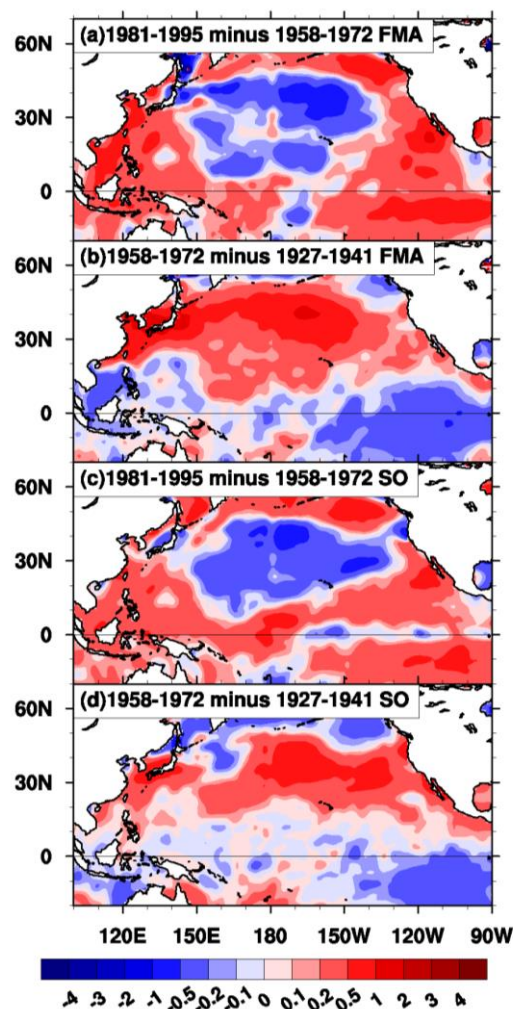 (a)1981-1995 minus 1958-1972 FMA
60N
30N
0
(b)1958-1972 minus 1927-1941 FMA
60N
30N
0
(c)1981-1995 minus 1958-1972 SO
60N
30N
0
(d)1958-1972 minus 1927-1941 SO
60N
30N
0
120E 150E 180 150W 120W 90W
-4 -3 -2 -1 -0.5 -0.2 -0.1 0 0.1 0.2 0.5 1 2 3 4